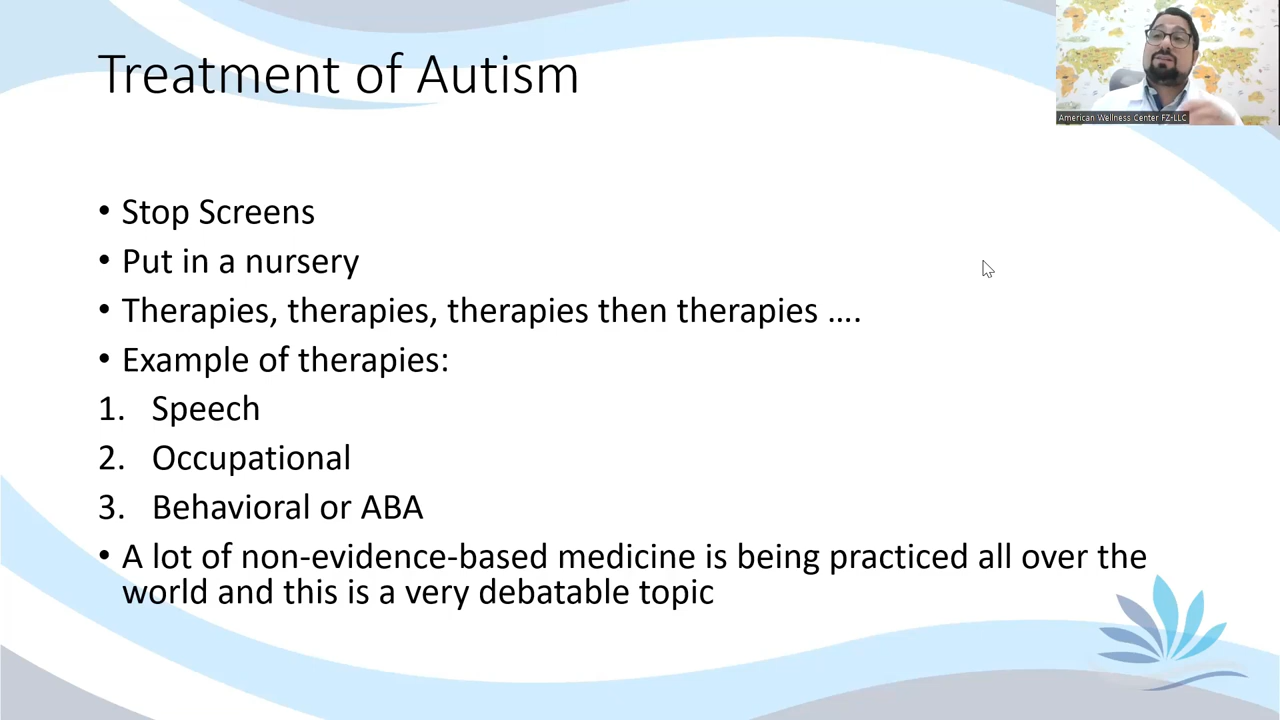 Treatment of Autism
American Wellness Center FZ-LLC
• Stop Screens
• Put in a nursery
• Therapies, therapies, therapies then therapies ….
• Example of therapies:
1. Speech
2. Occupational
3. Behavioral or ABA
• A lot of non-evidence-based medicine is being practiced all over the
world and this is a very debatable topic